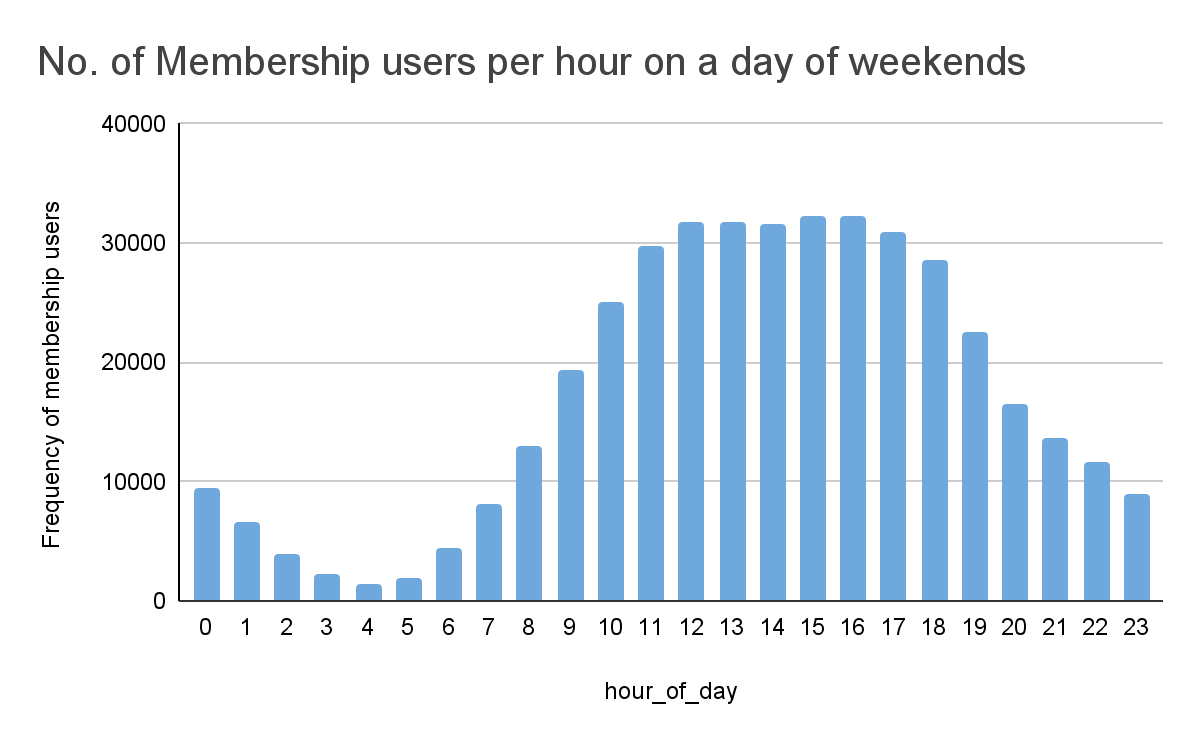 No. of Membership users per hour on a day of weekends
Frequency of membership users
40000
30000
20000
10000
0
0 1 2 3 4 5 6 7 8 9 10 11 12 13 14 15 16 17 18 19 20 21 22 23
hour_of_day